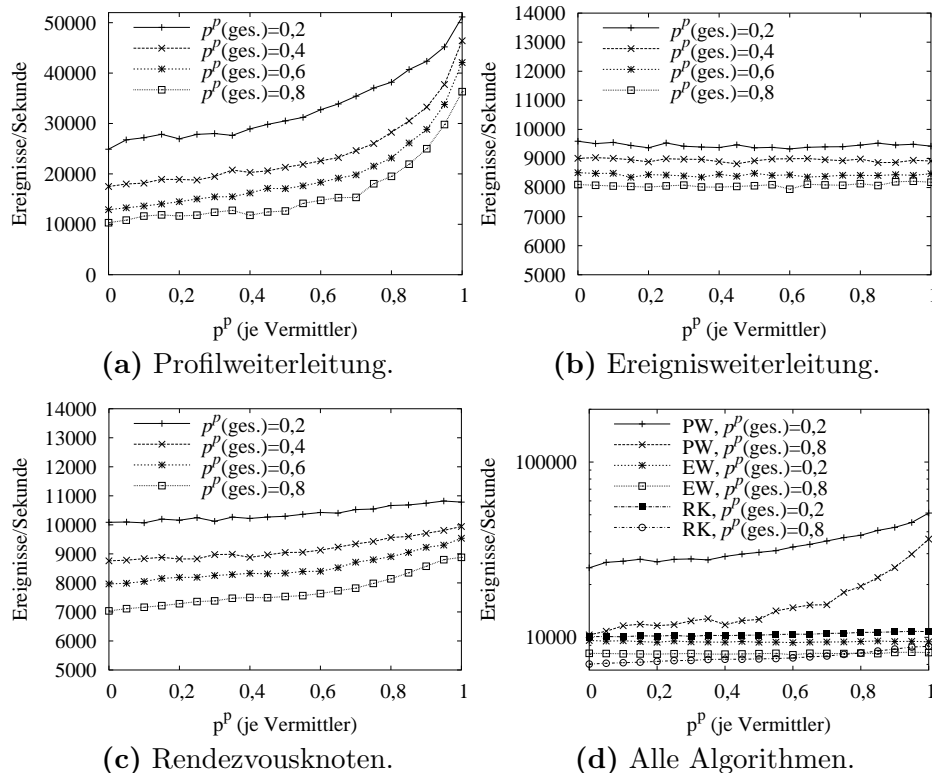 50000
40000
30000
20000
10000
0
Ereignisse/Sekunde
p^p(ges.)=0,2
p^p(ges.)=0,4
p^p(ges.)=0,6
p^p(ges.)=0,8
0 0,2 0,4 0,6 0,8 1
p^p (je Vermittler)
(a) Profilweiterleitung.
14000
13000
12000
11000
10000
9000
8000
7000
6000
5000
Ereignisse/Sekunde
p^p(ges.)=0,2
p^p(ges.)=0,4
p^p(ges.)=0,6
p^p(ges.)=0,8
0 0,2 0,4 0,6 0,8 1
p^p (je Vermittler)
(b) Ereignisweiterleitung.
14000
13000
12000
11000
10000
9000
8000
7000
6000
5000
Ereignisse/Sekunde
p^p(ges.)=0,2
p^p(ges.)=0,4
p^p(ges.)=0,6
p^p(ges.)=0,8
0 0,2 0,4 0,6 0,8 1
p^p (je Vermittler)
(c) Rendezvousknoten.
100000
10000
Ereignisse/Sekunde
PW, p^p(ges.)=0,2
PW, p^p(ges.)=0,8
EW, p^p(ges.)=0,2
EW, p^p(ges.)=0,8
RK, p^p(ges.)=0,2
RK, p^p(ges.)=0,8
0 0,2 0,4 0,6 0,8 1
p^p (je Vermittler)
(d) Alle Algorithmen.